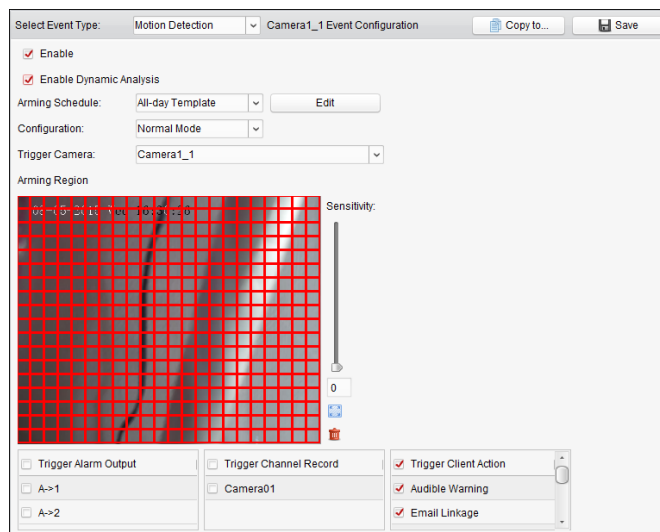 Select Event Type: Motion Detection Camera1_1 Event Configuration Copy to... Save
Enable
Enable Dynamic Analysis
Arming Schedule: All-day Template Edit
Configuration: Normal Mode
Trigger Camera: Camera1_1
Arming Region
Sensitivity:
0
Trigger Alarm Output Trigger Channel Record Trigger Client Action
A->1 Camera01 Audible Warning
A->2 Email Linkage